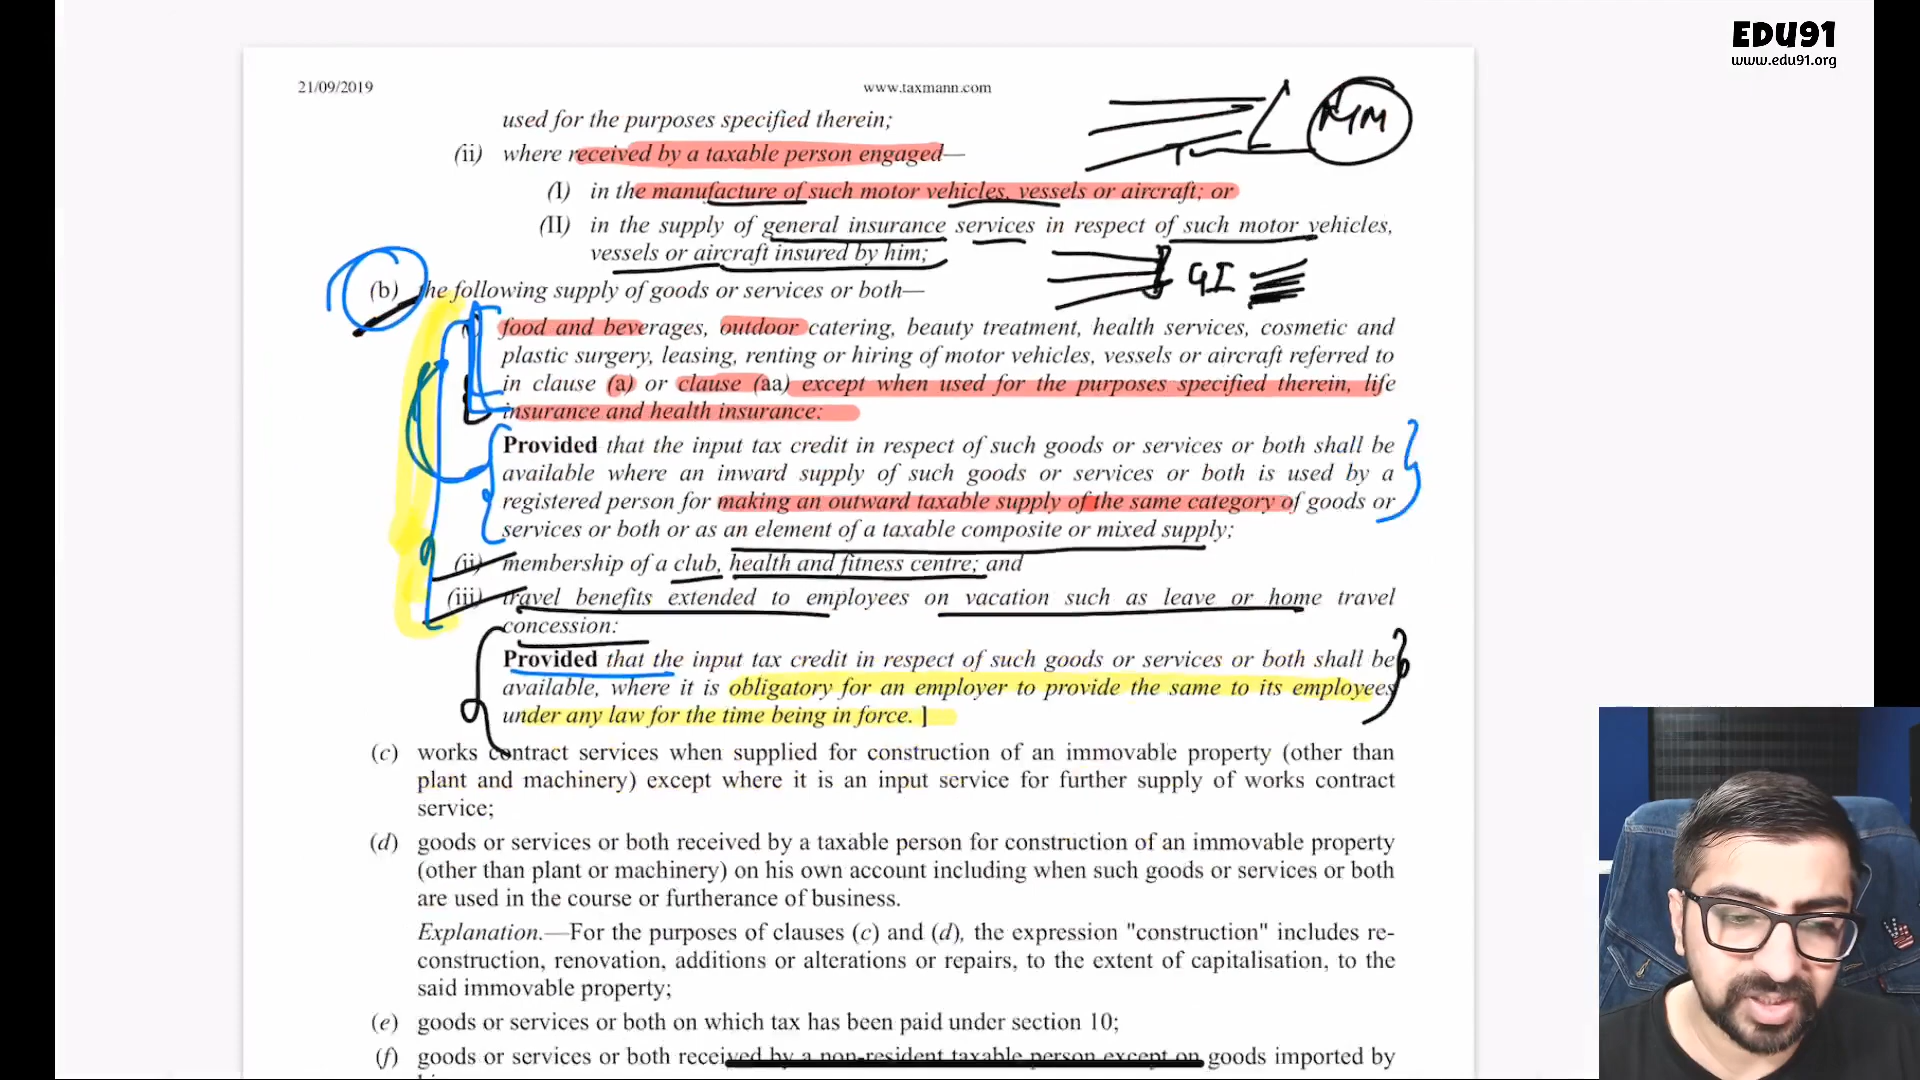 EDU91
www.edu91.org
21/09/2019
www.taxmann.com
used for the purposes specified therein;
(ii) where received by a taxable person engaged—
(I) in the manufacture of such motor vehicles, vessels or aircraft; or
(II) in the supply of general insurance services in respect of such motor vehicles,
vessels or aircraft insured by him;
GI
(b) the following supply of goods or services or both—
food and beverages, outdoor catering, beauty treatment, health services, cosmetic and
plastic surgery, leasing, renting or hiring of motor vehicles, vessels or aircraft referred to
in clause (a) or clause (aa) except when used for the purposes specified therein, life
insurance and health insurance:
Provided that the input tax credit in respect of such goods or services or both shall be
available where an inward supply of such goods or services or both is used by a
registered person for making an outward taxable supply of the same category of goods or
services or both or as an element of a taxable composite or mixed supply;
(ii) membership of a club, health and fitness centre; and
(iii) travel benefits extended to employees on vacation such as leave or home travel
concession:
Provided that the input tax credit in respect of such goods or services or both shall be
available, where it is obligatory for an employer to provide the same to its employees
under any law for the time being in force. ]
(c) works contract services when supplied for construction of an immovable property (other than
plant and machinery) except where it is an input service for further supply of works contract
service;
(d) goods or services or both received by a taxable person for construction of an immovable property
(other than plant or machinery) on his own account including when such goods or services or both
are used in the course or furtherance of business.
Explanation.—For the purposes of clauses (c) and (d), the expression "construction" includes re-
construction, renovation, additions or alterations or repairs, to the extent of capitalisation, to the
said immovable property;
(e) goods or services or both on which tax has been paid under section 10;
(f) goods or services or both received by a non-resident taxable person except on goods imported by